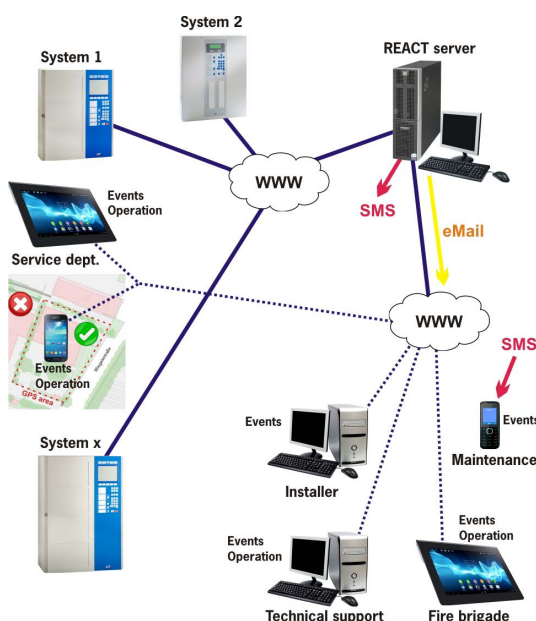 System 2
System 1
REACT server
WWW
SMS
eMail
Events
Operation
Service dept.
WWW
SMS
Events
Operation
GPS area
Events
Events
Maintenance
System x
Installer
Events
Operation
Events
Operation
Technical support
Fire brigade